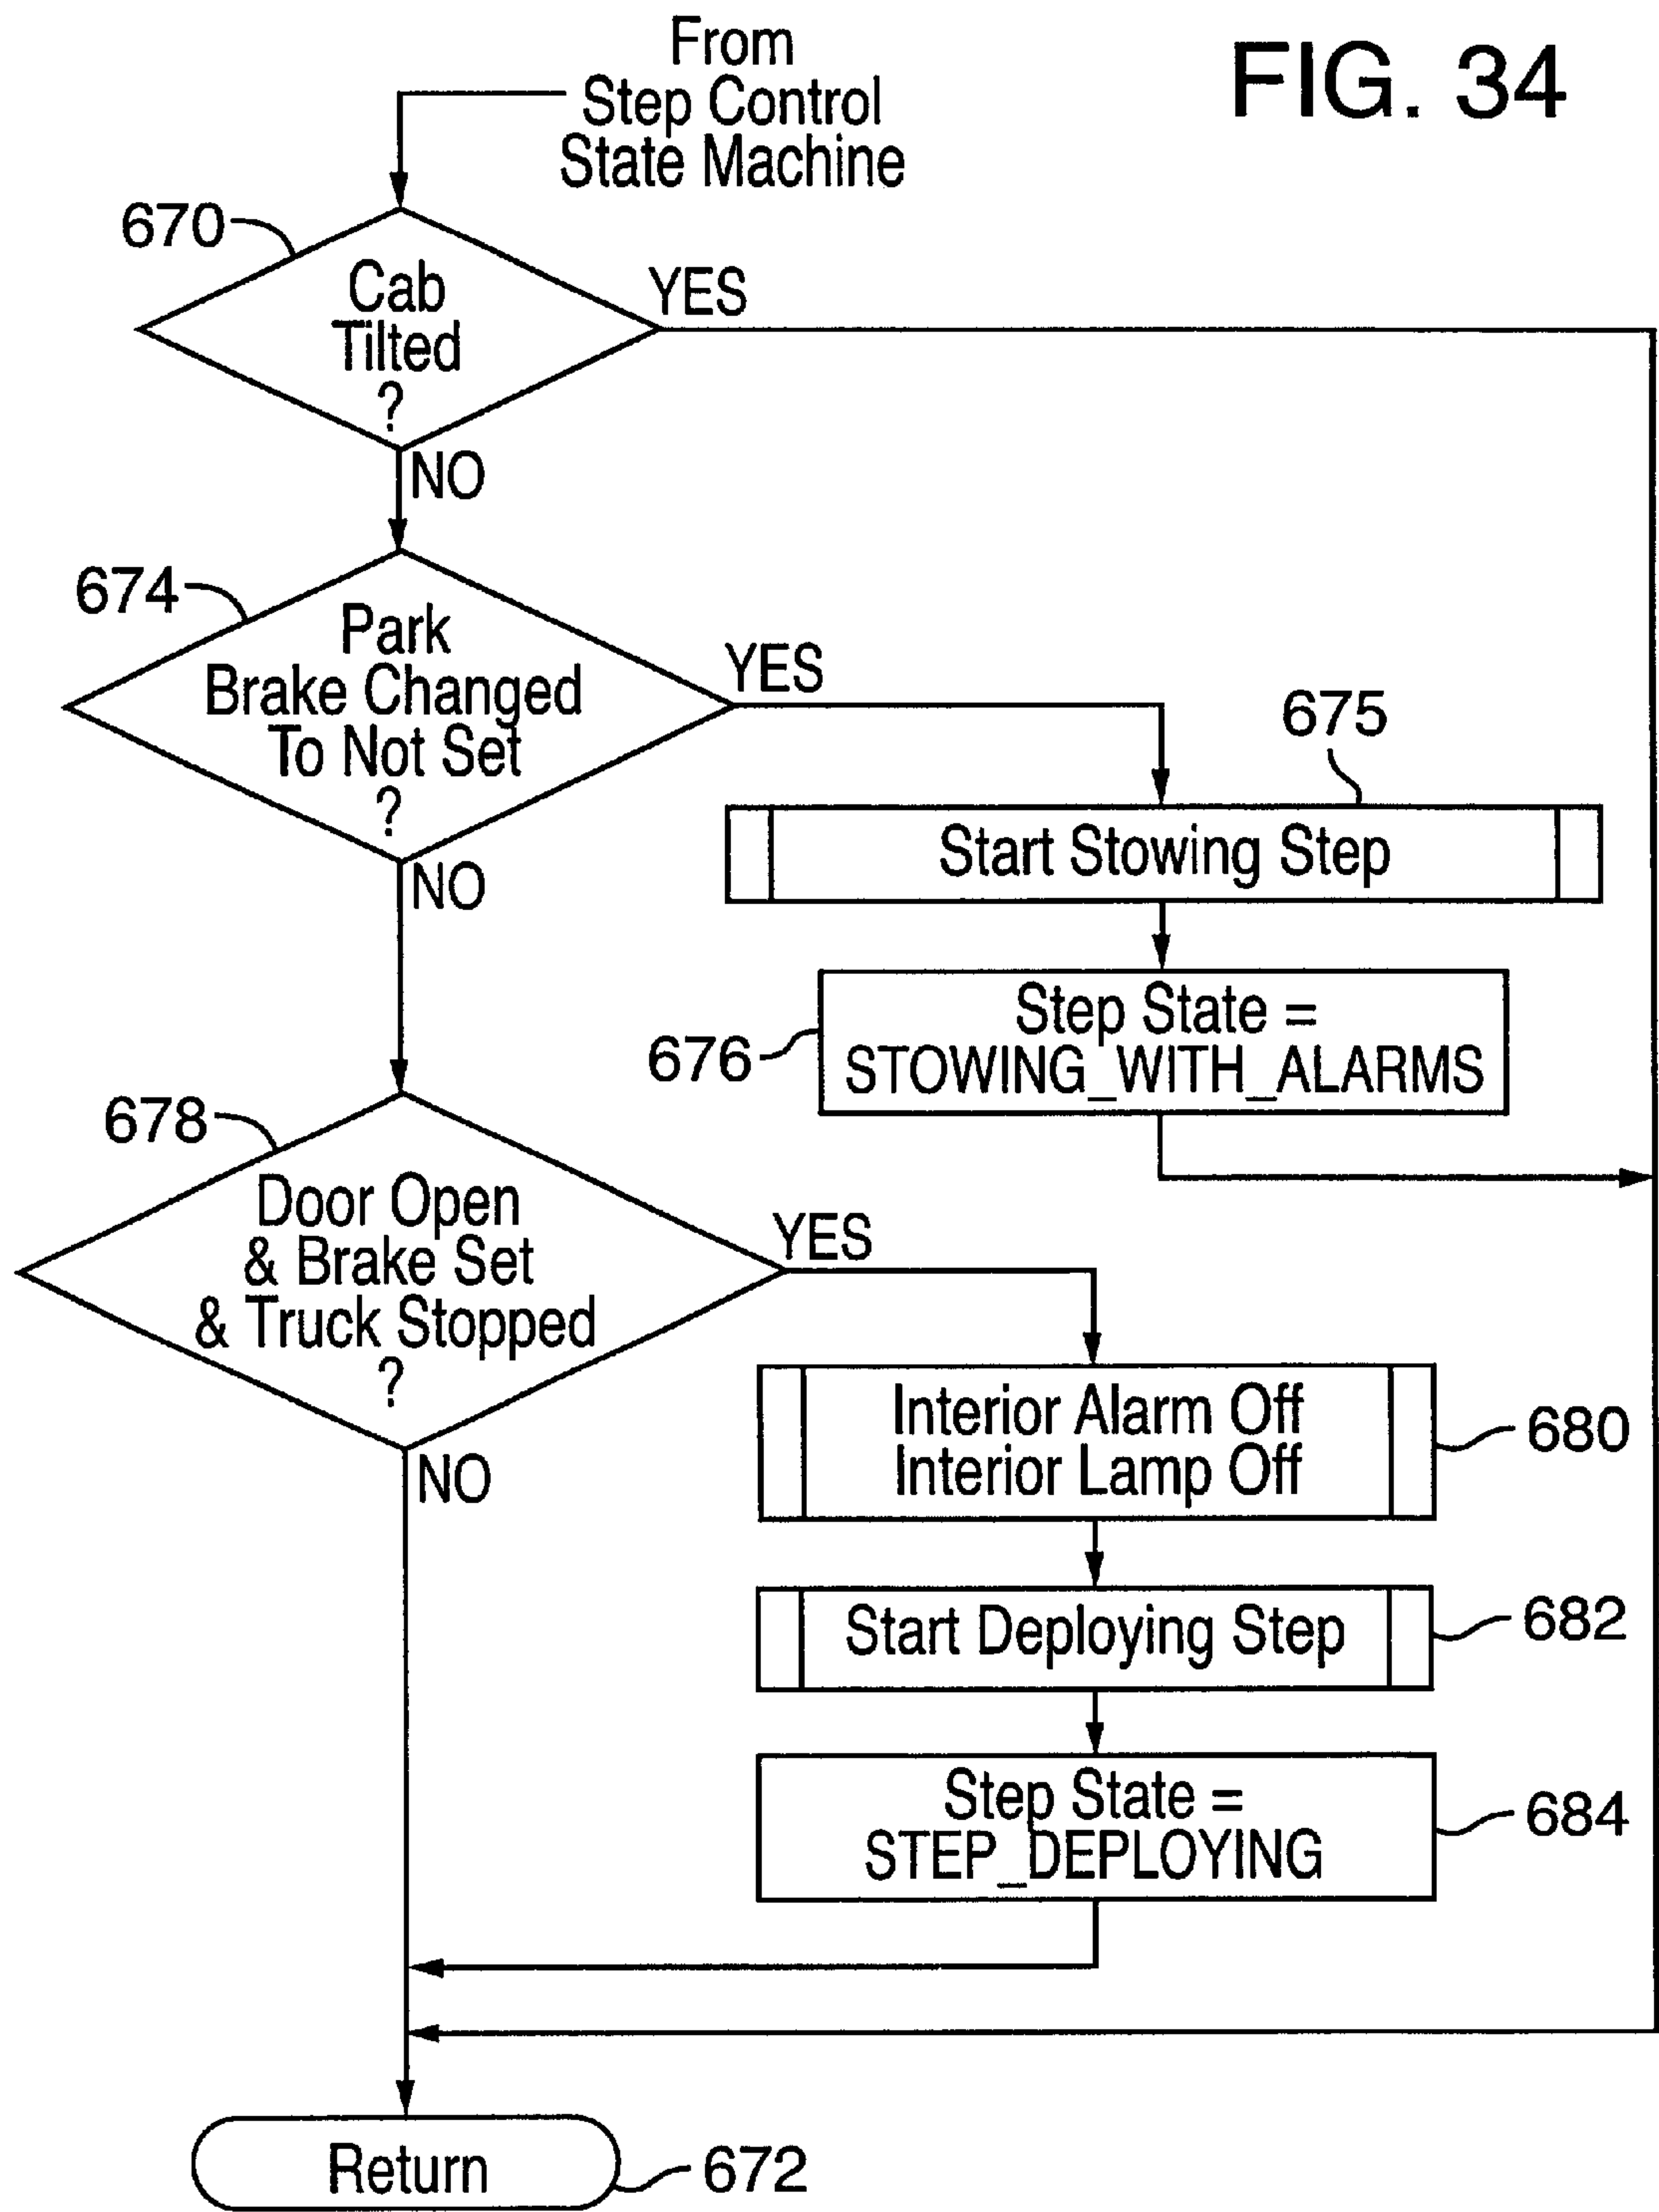 FIG. 34
From
Step Control
State Machine
670
Cab
Tilted
?
YES
NO
674
Park
Brake Changed
To Not Set
?
YES
NO
675
Start Stowing Step
676
Step State =
STOWING_WITH_ALARMS
678
Door Open
& Brake Set
& Truck Stopped
?
YES
NO
Interior Alarm Off
Interior Lamp Off
680
Start Deploying Step
682
Step State =
STEP_DEPLOYING
684
Return
672